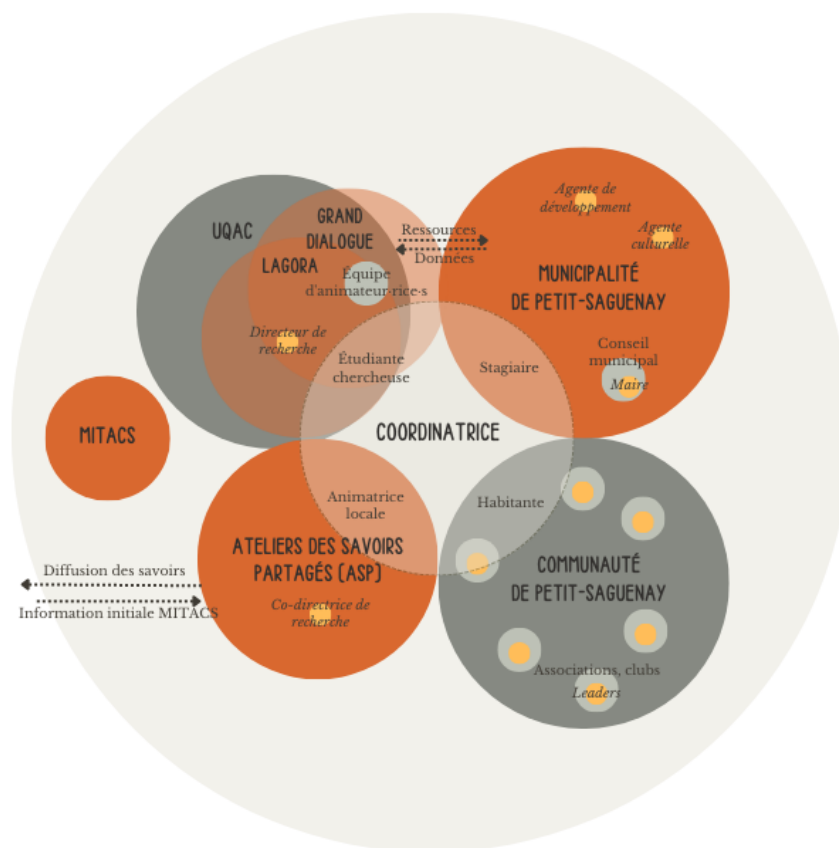 Agente de
développement
Agente
culturelle
UQAC
GRAND
DIALOGUE
LAGORA
Équipe
d'animateur·rice·s
Ressources
Données
MUNICIPALITÉ
DE PETIT-SAGUENAY
Directeur de
recherche
Étudiante
chercheuse
Stagiaire
Conseil
municipal
Maire
MITACS
COORDINATRICE
Animatrice
locale
Habitante
ATELIERS DES SAVOIRS
PARTAGÉS (ASP)
COMMUNAUTÉ
DE PETIT-SAGUENAY
Diffusion des savoirs
Information initiale MITACS
Co-directrice de
recherche
Associations, clubs
Leaders